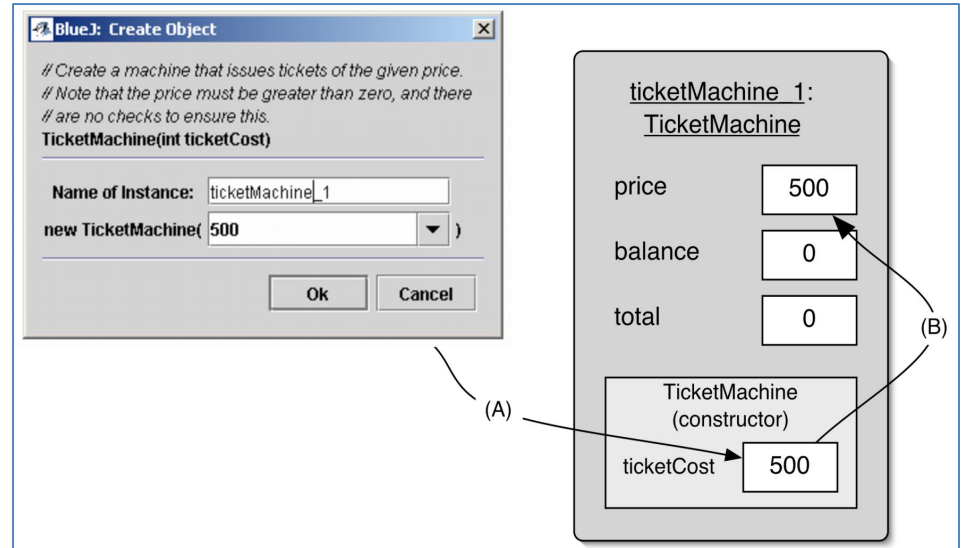 BlueJ: Create Object
// Create a machine that issues tickets of the given price.
// Note that the price must be greater than zero, and there
// are no checks to ensure this.
TicketMachine(int ticketCost)
Name of Instance: ticketMachine_1
new TicketMachine( 500 )
Ok Cancel
(A)
ticketMachine_1:
TicketMachine
price 500
balance 0
total 0
(B)
TicketMachine
(constructor)
ticketCost 500